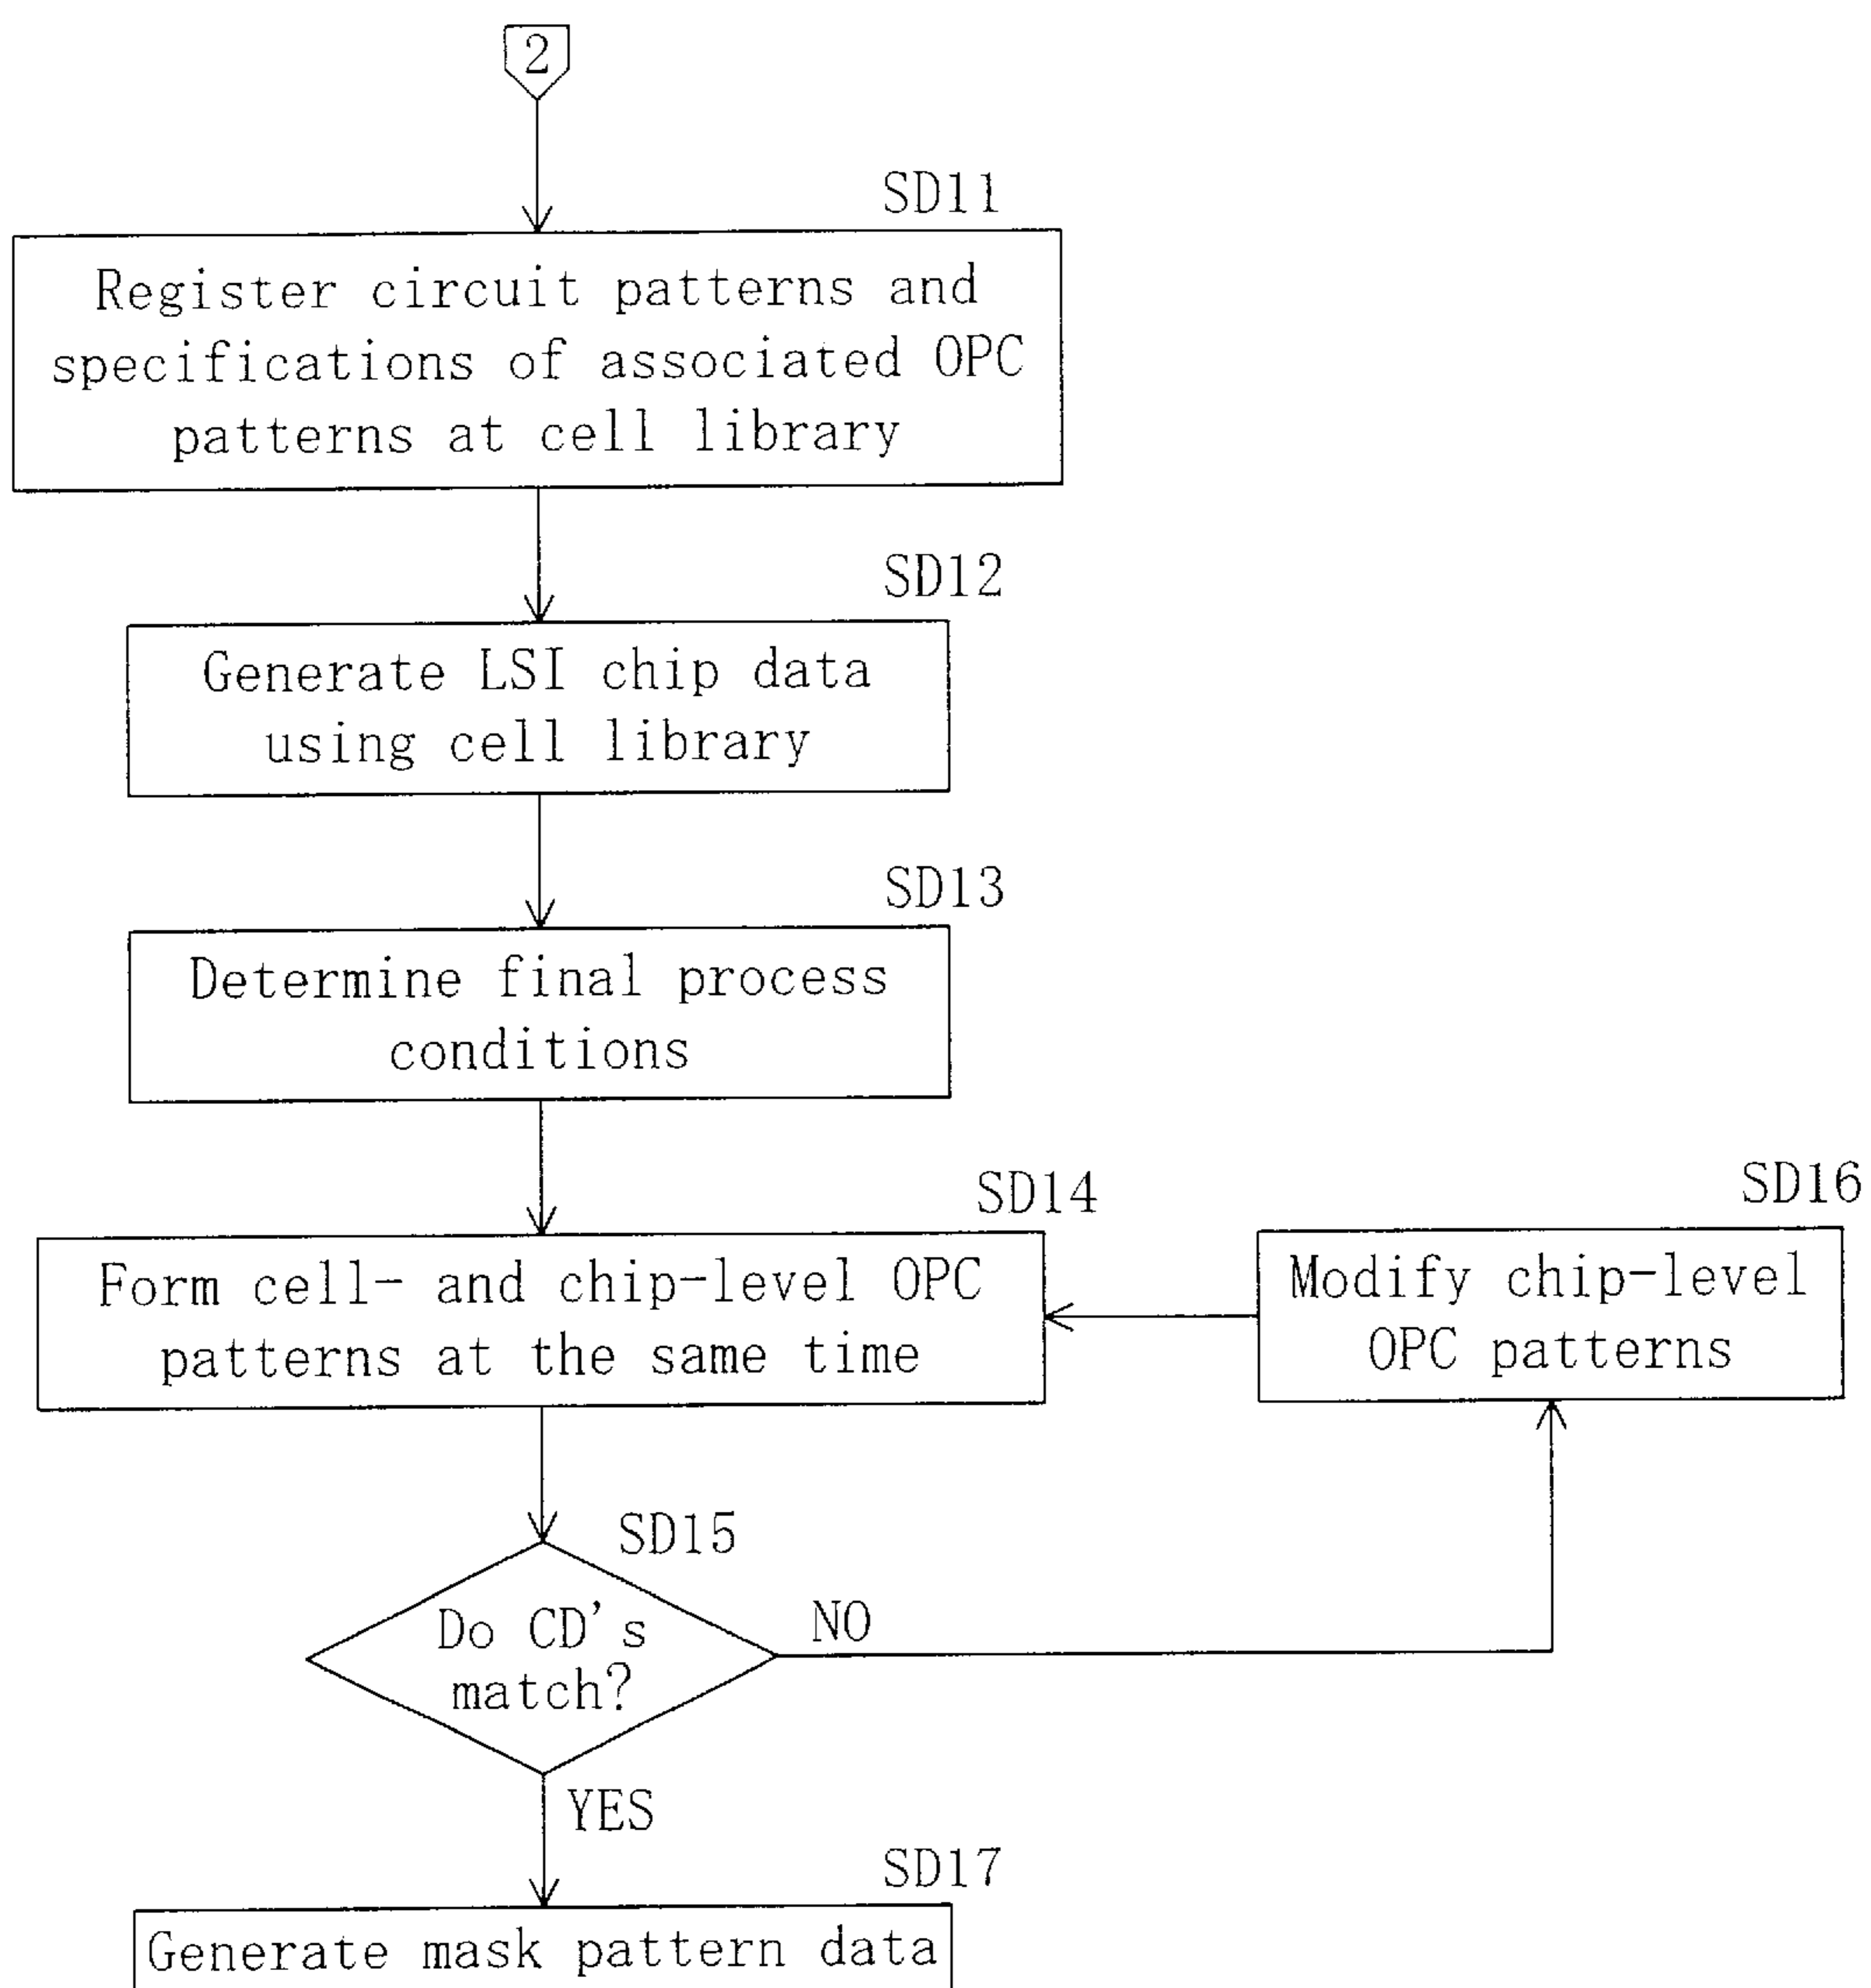 2
SD11
Register circuit patterns and
specifications of associated OPC
patterns at cell library
SD12
Generate LSI chip data
using cell library
SD13
Determine final process
conditions
SD14
Form cell- and chip-level OPC
patterns at the same time
SD16
Modify chip-level
OPC patterns
SD15
Do CD's
match?
NO
YES
SD17
Generate mask pattern data